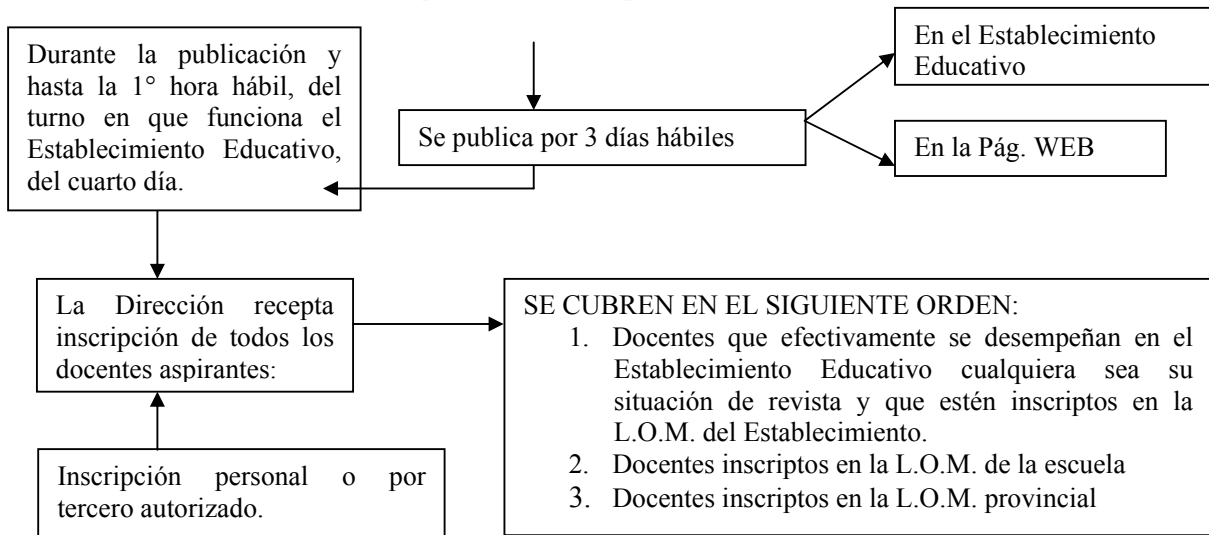 Durante la publicación y
hasta la 1° hora hábil, del
turno en que funciona el
Establecimiento Educativo,
del cuarto día.
Se publica por 3 días hábiles
En el Establecimiento
Educativo
En la Pág. WEB
La Dirección recepta
inscripción de todos los
docentes aspirantes:
Inscripción personal o por
tercero autorizado.
SE CUBREN EN EL SIGUIENTE ORDEN:
1. Docentes que efectivamente se desempeñan en el
Establecimiento Educativo cualquiera sea su
situación de revista y que estén inscriptos en la
L.O.M. del Establecimiento.
2. Docentes inscriptos en la L.O.M. de la escuela
3. Docentes inscriptos en la L.O.M. provincial